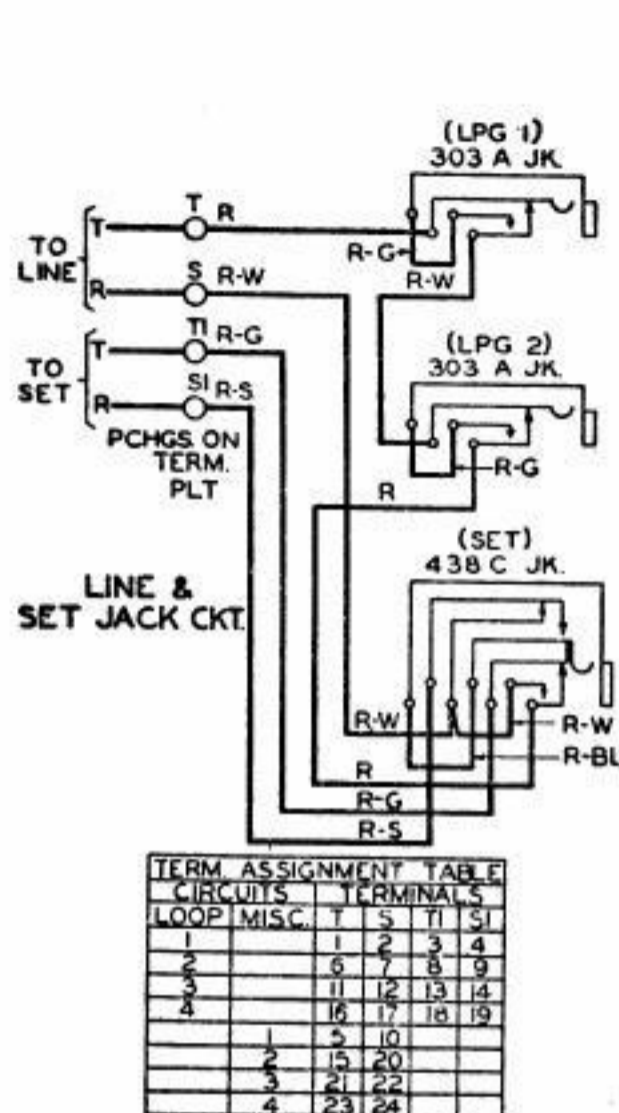 (LPG 1)
303 A JK.
T R
TO LINE
T
R-G
S R-W
R
R-W
T1 R-G
TO SET
T
(LPG 2)
303 A JK.
S1 R-S
R
PCHGS. ON
TERM.
PLT
R-G
R
(SET)
438 C JK.
LINE &
SET JACK CKT.
R-W
R-W
R-BL
R
R-G
R-S
TERM. ASSIGNMENT TABLE
CIRCUITS TERMINALS
LOOP MISC. T S T1 S1
1 1 2 3 4
2 6 7 8 9
3 11 12 13 14
4 16 17 18 19
1 5 10
2 15 20
3 21 22
4 23 24